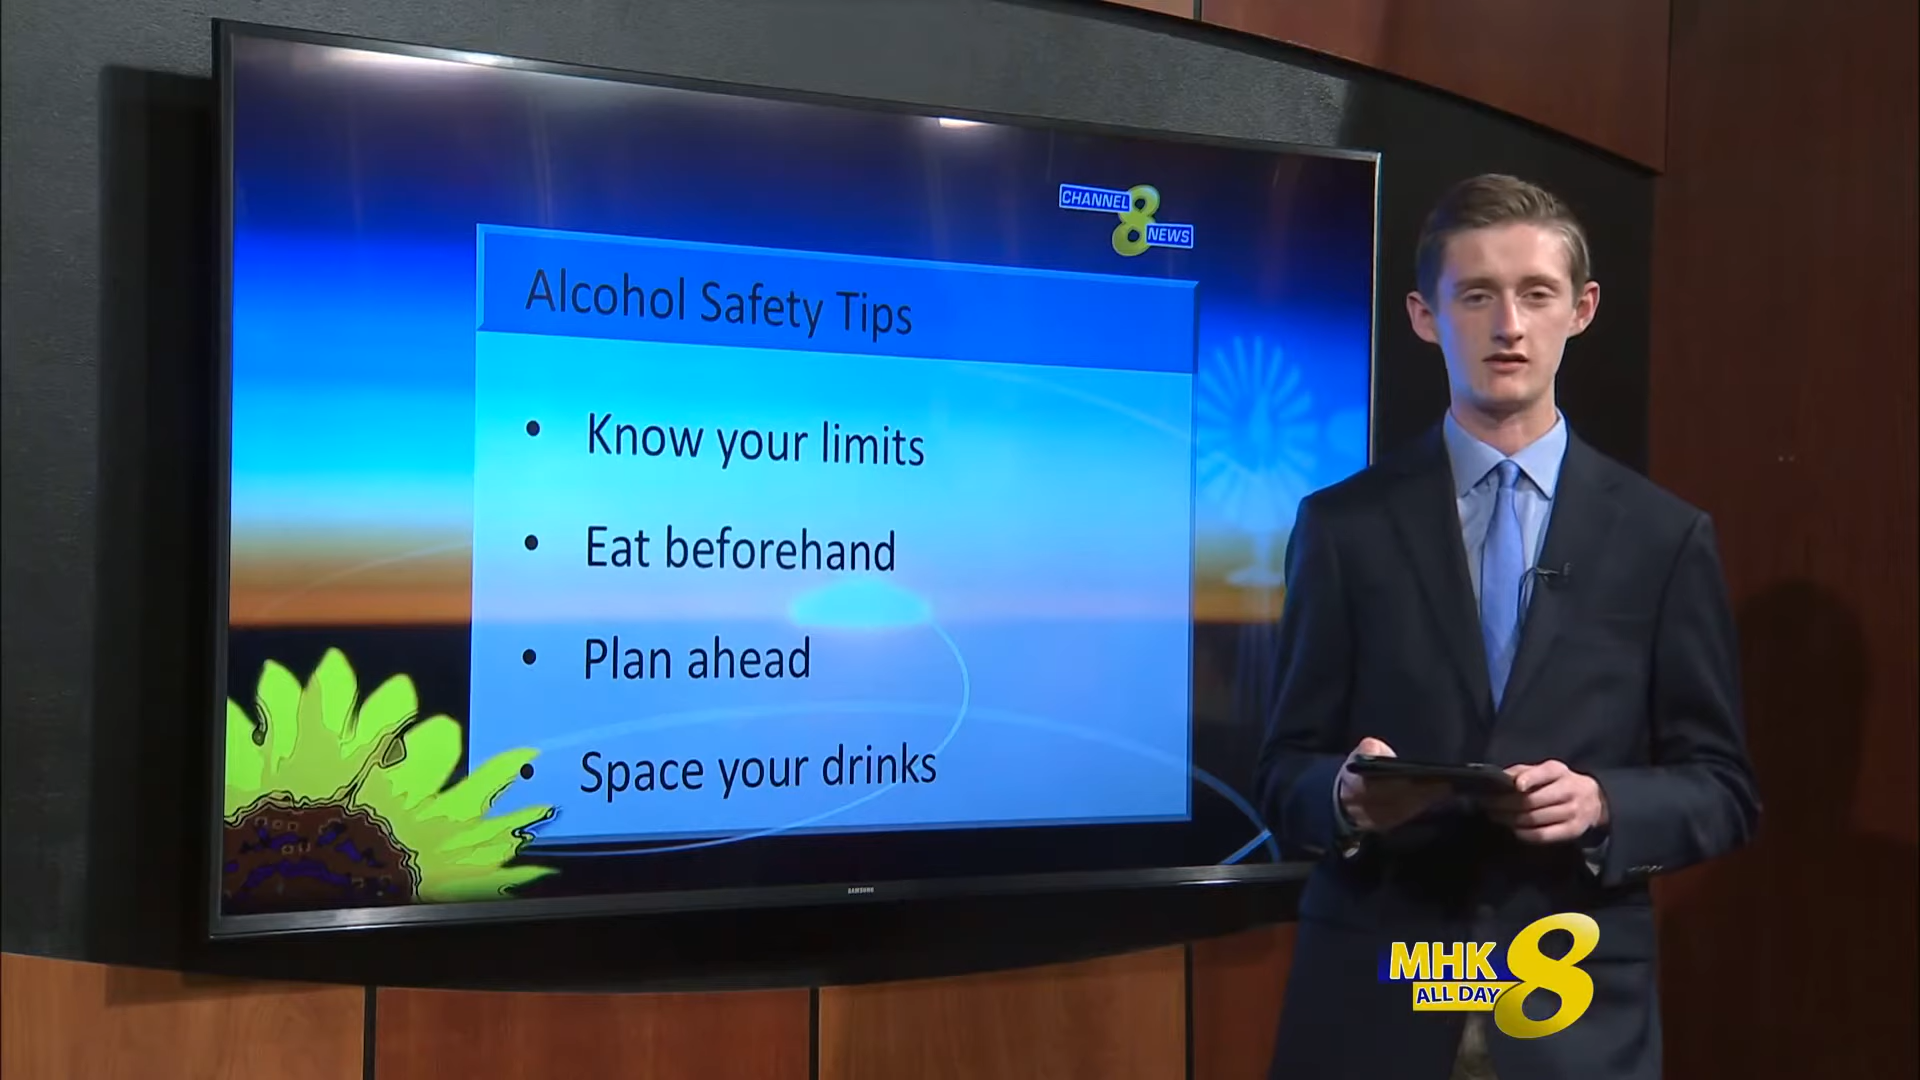 CHANNEL 8 NEWS
Alcohol Safety Tips
• Know your limits
• Eat beforehand
• Plan ahead
• Space your drinks
SAMSUNG
MHK 8
ALL DAY